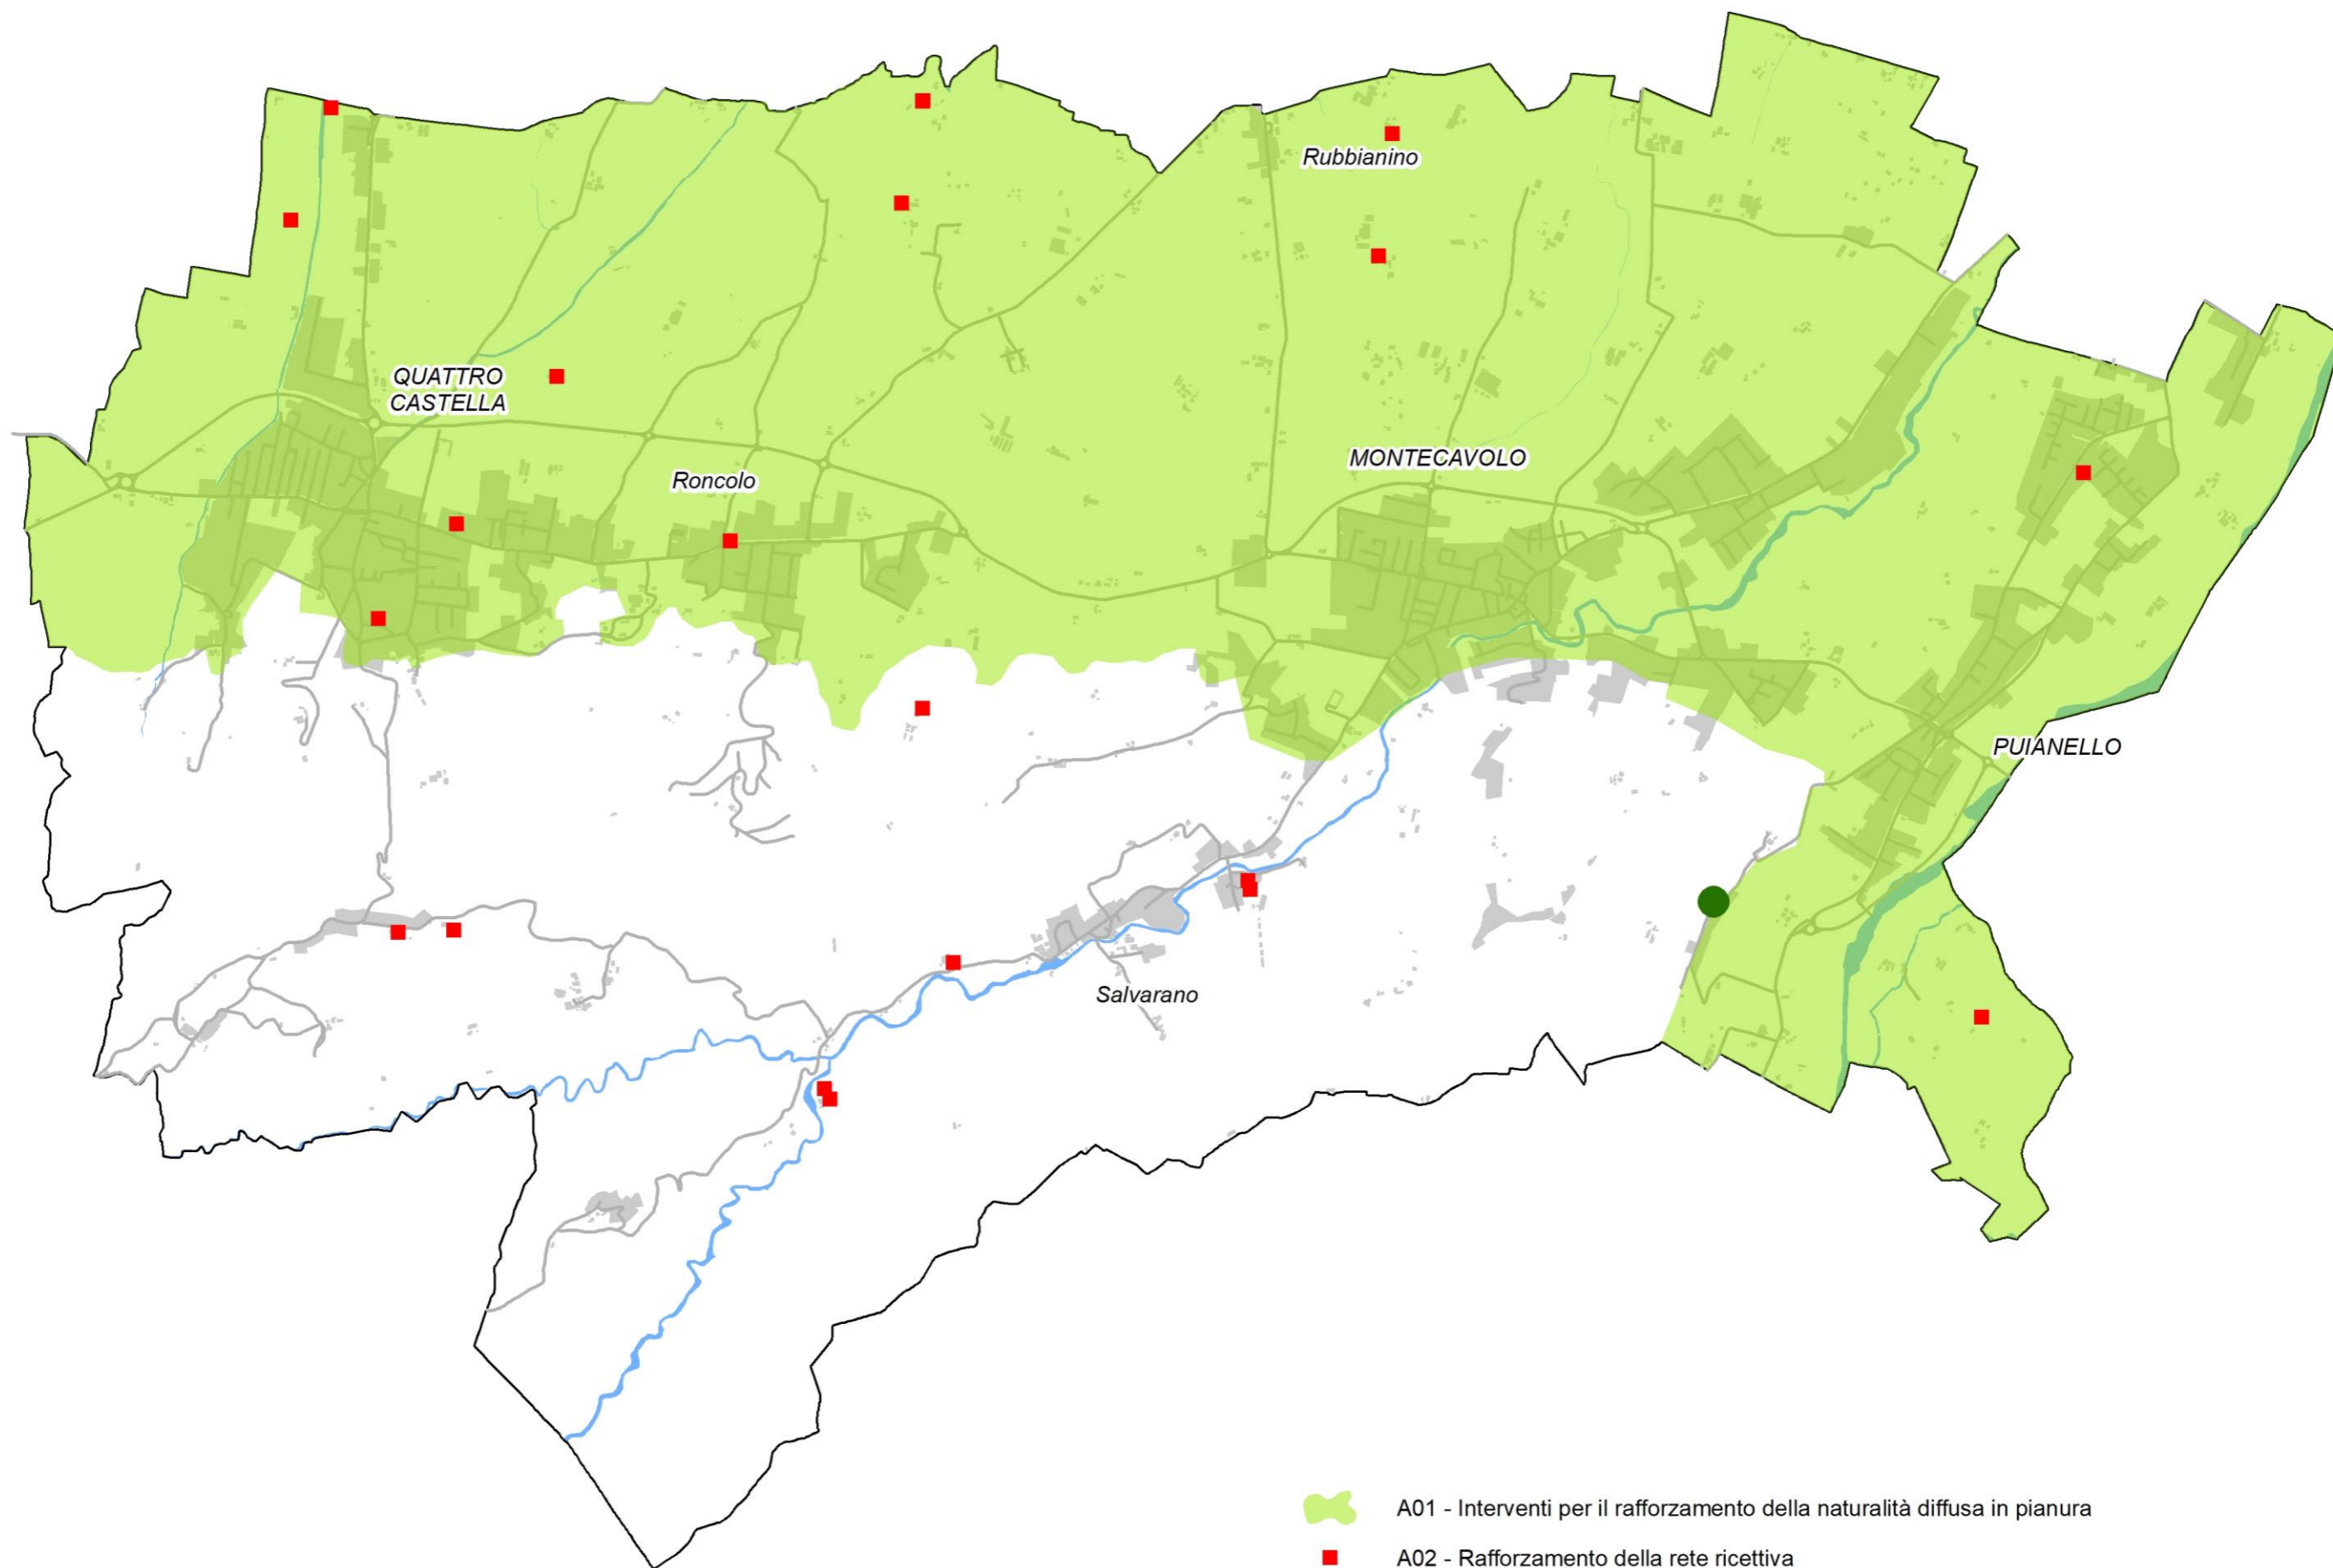 Rubbianino
QUATTRO
CASTELLA
MONTECAVOLO
Roncolo
PUIANELLO
Salvarano
A01 - Interventi per il rafforzamento della naturalità diffusa in pianura
A02 - Rafforzamento della rete ricettiva